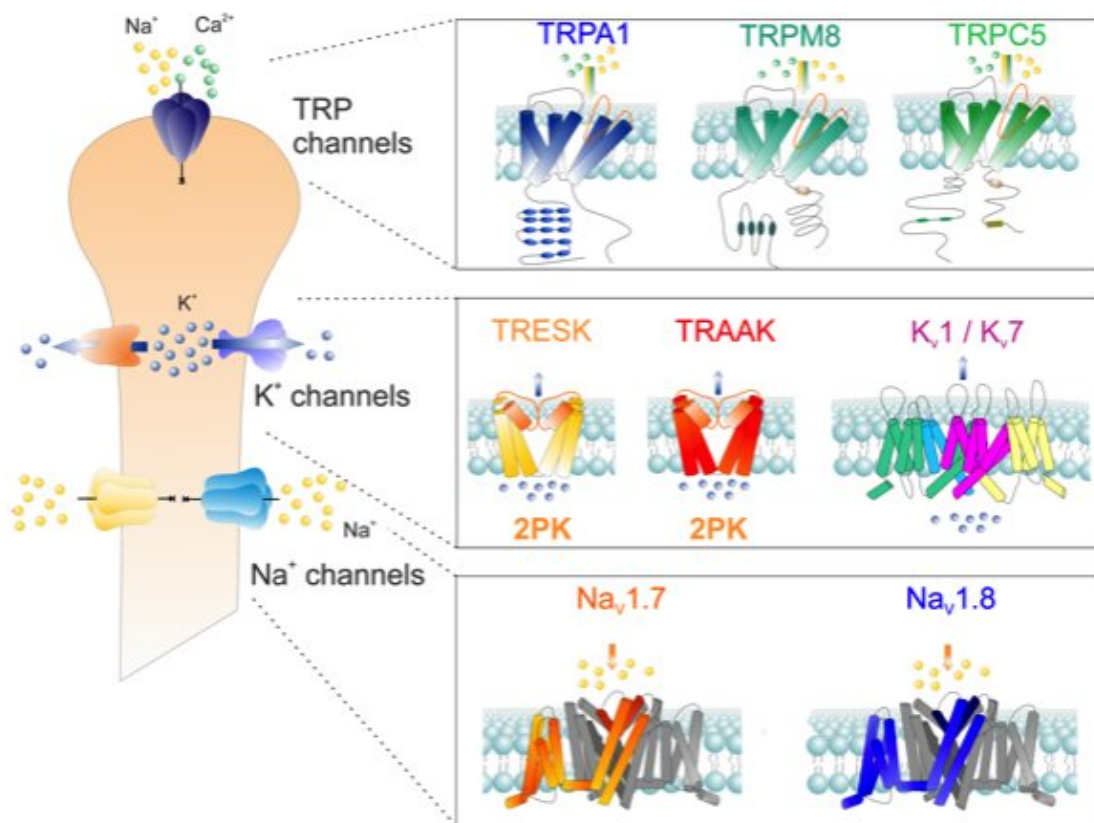 Na⁺
Ca²⁺
TRP
channels
K⁺
K⁺ channels
Na⁺
Na⁺ channels
TRPA1
TRPM8
TRPC5
TRESK
TRAAK
Kᵥ1 / Kᵥ7
2PK
2PK
Naᵥ1.7
Naᵥ1.8